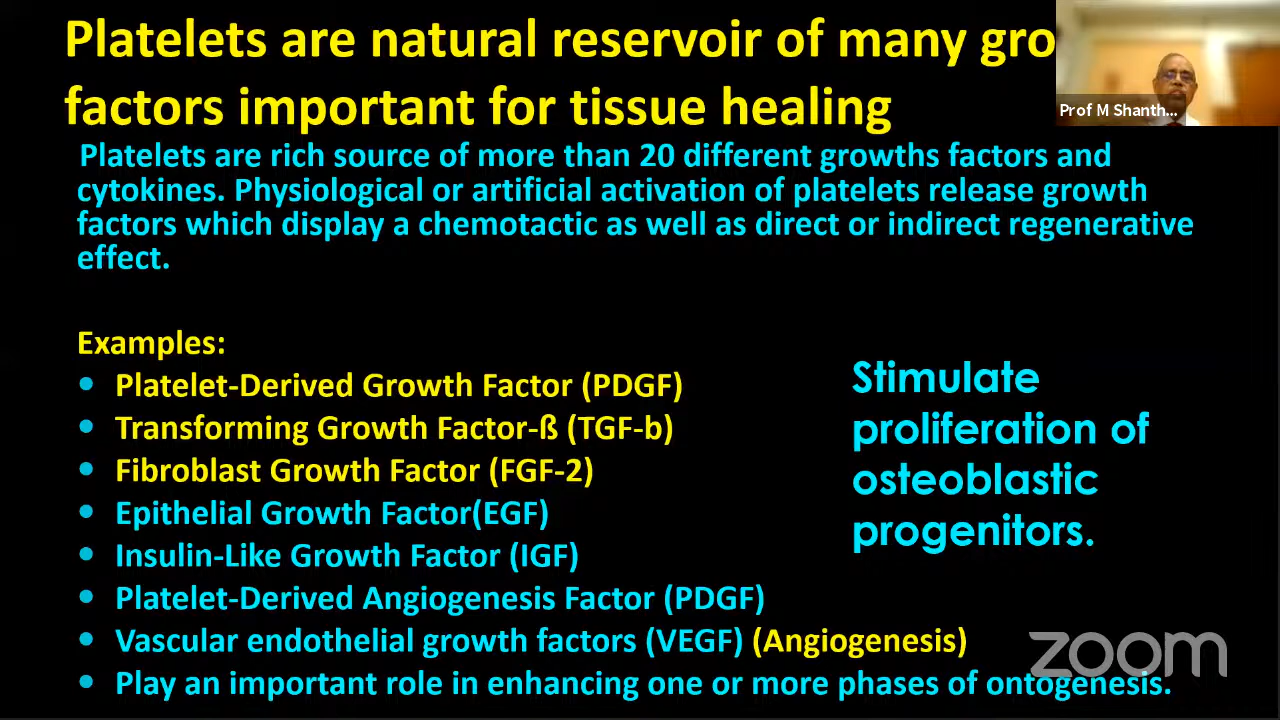 Platelets are natural reservoir of many gro
factors important for tissue healing
Prof M Shanth...
Platelets are rich source of more than 20 different growths factors and
cytokines. Physiological or artificial activation of platelets release growth
factors which display a chemotactic as well as direct or indirect regenerative
effect.
Examples:
• Platelet-Derived Growth Factor (PDGF)
• Transforming Growth Factor-ß (TGF-b)
• Fibroblast Growth Factor (FGF-2)
• Epithelial Growth Factor(EGF)
• Insulin-Like Growth Factor (IGF)
• Platelet-Derived Angiogenesis Factor (PDGF)
• Vascular endothelial growth factors (VEGF) (Angiogenesis)
• Play an important role in enhancing one or more phases of ontogenesis.
Stimulate
proliferation of
osteoblastic
progenitors.
zoom